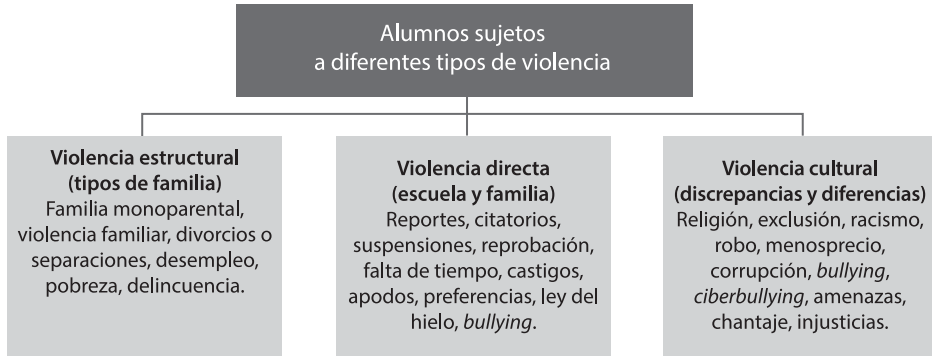 Alumnos sujetos
a diferentes tipos de violencia
Violencia estructural
(tipos de familia)
Familia monoparental,
violencia familiar, divorcios o
separaciones, desempleo,
pobreza, delincuencia.
Violencia directa
(escuela y familia)
Reportes, citatorios,
suspensiones, reprobación,
falta de tiempo, castigos,
apodos, preferencias, ley del
hielo, bullying.
Violencia cultural
(discrepancias y diferencias)
Religión, exclusión, racismo,
robo, menosprecio,
corrupción, bullying,
ciberbullying, amenazas,
chantaje, injusticias.